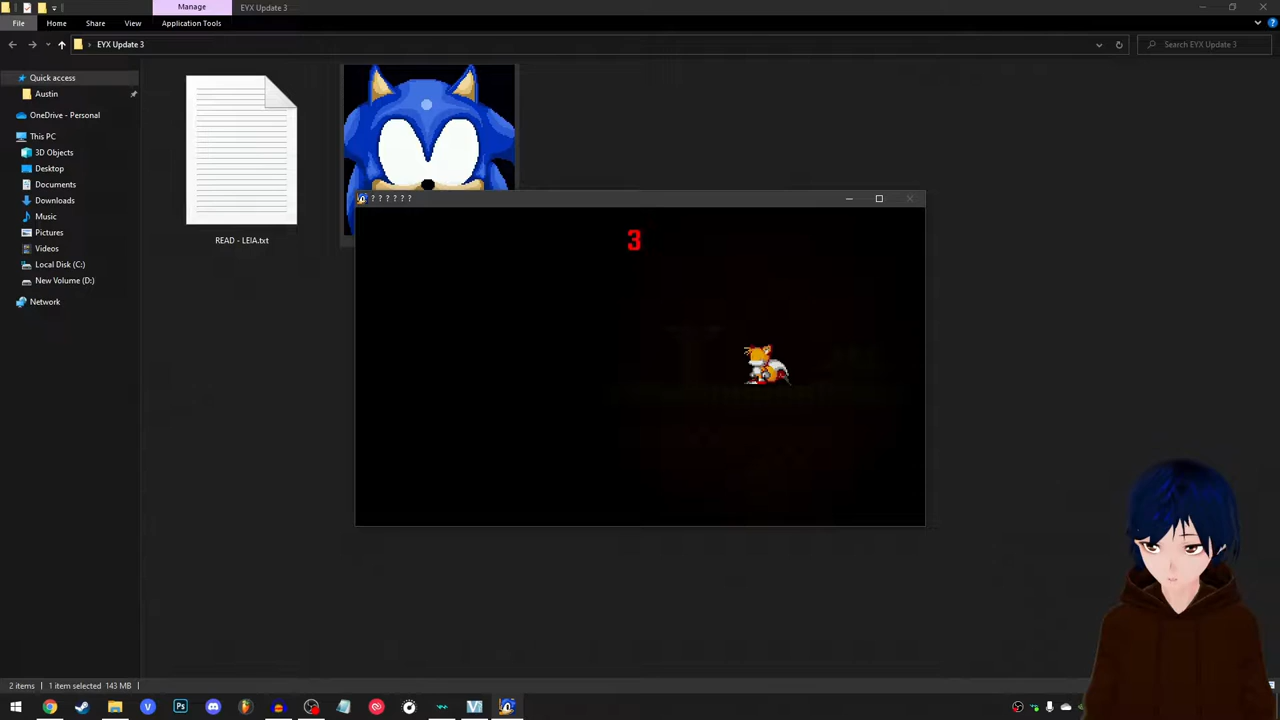 Manage
EYX Update 3
File
Home
Share
View
Application Tools
EYX Update 3
Search EYX Update 3
Quick access
Austin
OneDrive - Personal
This PC
3D Objects
Desktop
Documents
Downloads
Music
Pictures
Videos
Local Disk (C:)
New Volume (D:)
Network
READ - LEIA.txt
? ? ? ? ? ?
3
2 items
1 item selected 143 MB